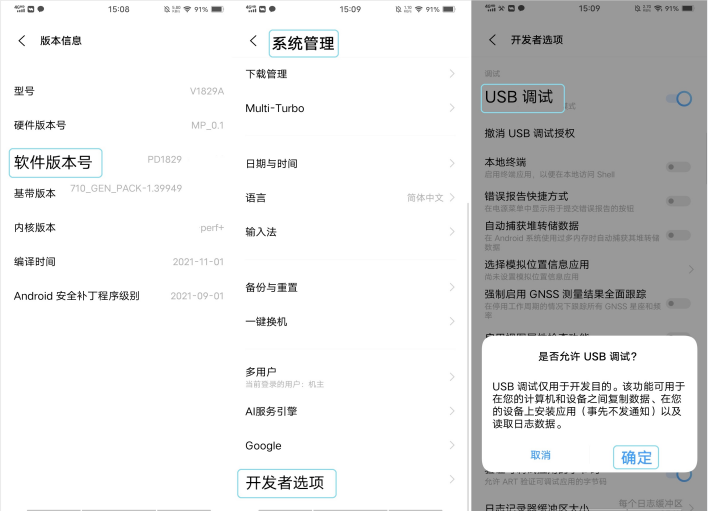 15:08
91%
版本信息
型号
V1829A
硬件版本号
MP_0.1
软件版本号
PD1829
基带版本
710_GEN_PACK-1.39949
内核版本
perf+
编译时间
2021-11-01
Android 安全补丁程序级别
2021-09-01
15:09
91%
系统管理
下载管理
Multi-Turbo
日期与时间
语言
简体中文
输入法
备份与重置
一键换机
多用户
当前登录的用户：机主
AI服务引擎
Google
开发者选项
15:09
91%
开发者选项
调试
USB 调试
撤消 USB 调试授权
本地终端
启用终端应用，以便在本地访问 Shell
错误报告快捷方式
在电源菜单中显示用于提交错误报告的按钮
自动捕获堆转储数据
在 Android 系统使用过多内存时自动捕获其堆转储
数据
选择模拟位置信息应用
尚未设置模拟位置信息应用
强制启用 GNSS 测量结果全面跟踪
在停用工作周期的情况下跟踪所有 GNSS 星座和频
率
是否允许 USB 调试?
USB 调试仅用于开发目的。该功能可用于
在您的计算机和设备之间复制数据、在您
的设备上安装应用（事先不发通知）以及
读取日志数据。
取消
确定
允许 ART 验证可调试应用的字节码
日志记录器缓冲区大小
每个日志缓冲区